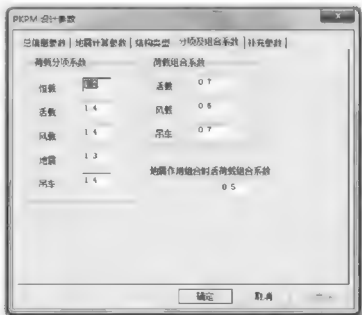 PKPM 设计参数
总信息参数 地震计算参数 结构类型 分项及组合系数 补充参数
荷载分项系数 荷载组合系数
恒载
活载 0.7
活载 1.4
风载 0.6
风载 1.4
吊车 0.7
地震 1.3
吊车 1.4
地震作用组合时活荷载组合系数
0.5
确定 取消